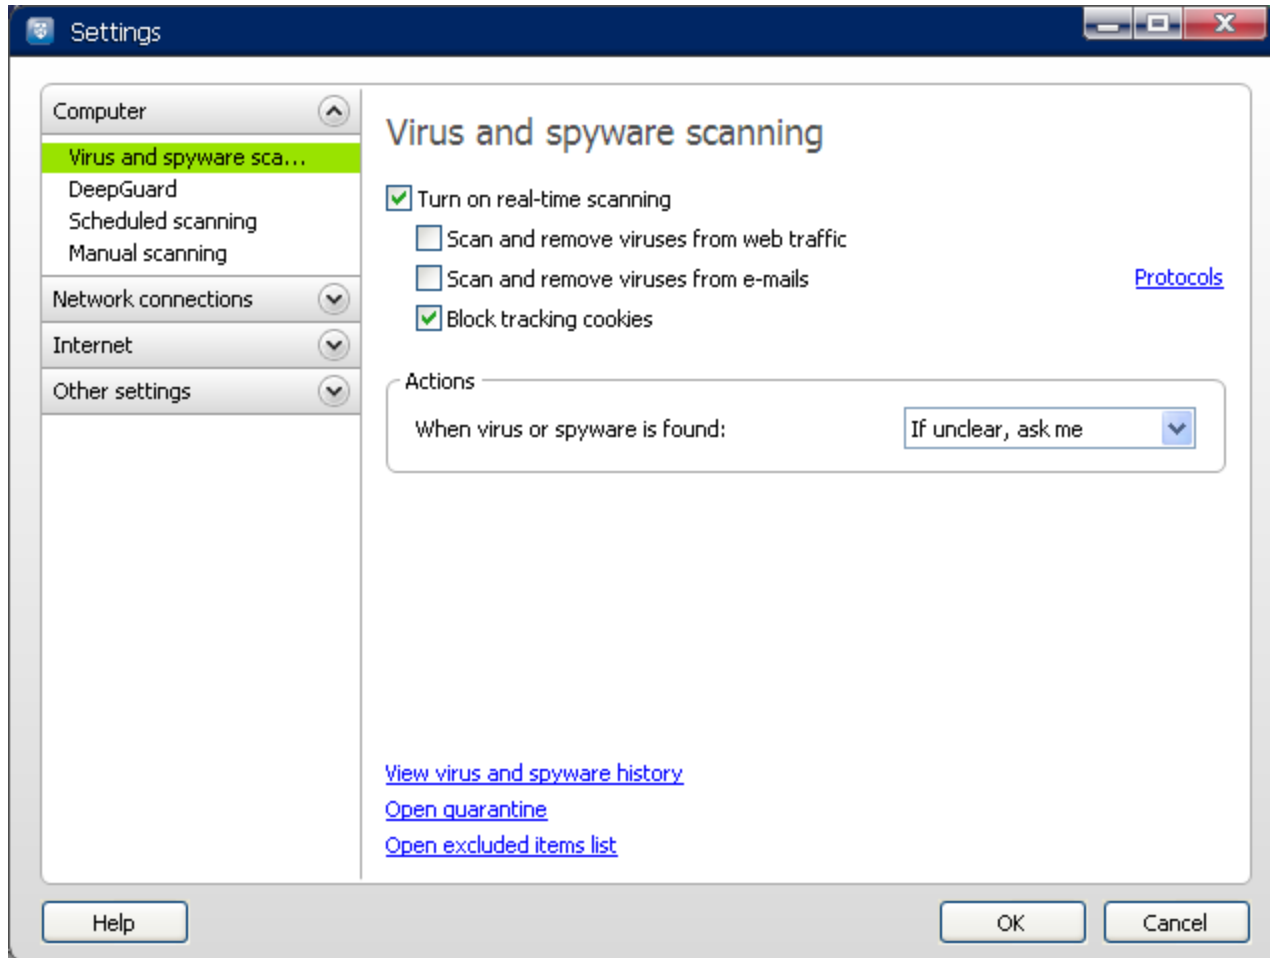 Settings
Computer
Virus and spyware sca...
DeepGuard
Scheduled scanning
Manual scanning
Network connections
Internet
Other settings
Virus and spyware scanning
Turn on real-time scanning
Scan and remove viruses from web traffic
Scan and remove viruses from e-mails
Protocols
Block tracking cookies
Actions
When virus or spyware is found:
If unclear, ask me
View virus and spyware history
Open quarantine
Open excluded items list
Help
OK
Cancel